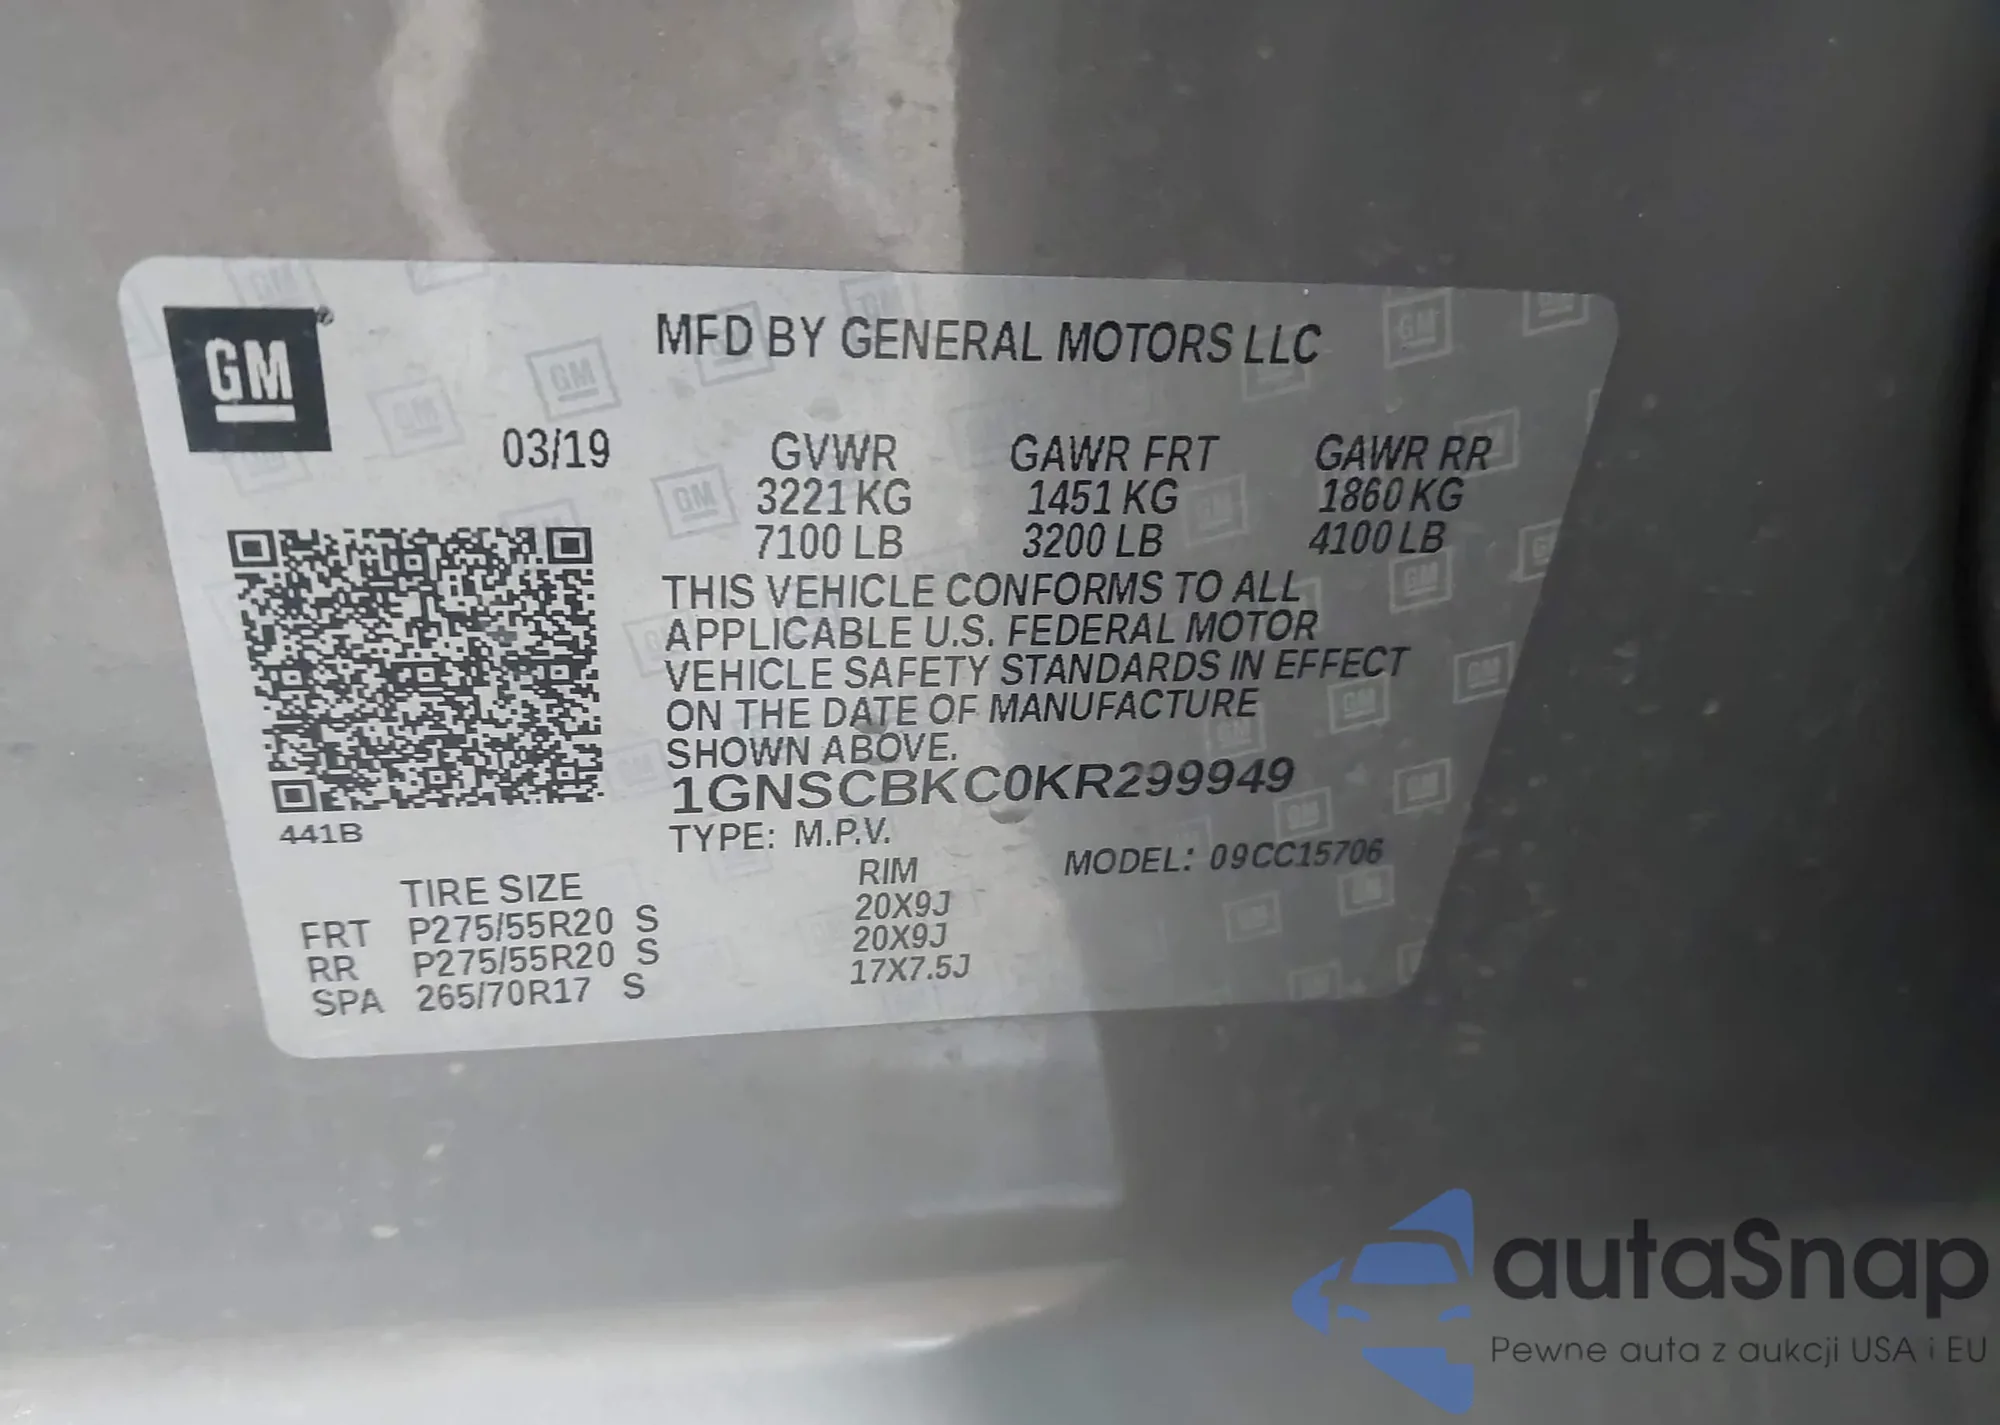 GM
MFD BY GENERAL MOTORS LLC
03/19 GVWR GAWR FRT GAWR RR
3221 KG 1451 KG 1860 KG
7100 LB 3200 LB 4100 LB
THIS VEHICLE CONFORMS TO ALL
APPLICABLE U.S. FEDERAL MOTOR
VEHICLE SAFETY STANDARDS IN EFFECT
ON THE DATE OF MANUFACTURE
SHOWN ABOVE.
1GNSCBKC0KR299949
441B
TYPE: M.P.V.
MODEL: 09CC15706
TIRE SIZE RIM
FRT P275/55R20 S 20X9J
RR P275/55R20 S 20X9J
SPA 265/70R17 S 17X7.5J
autaSnap
Pewne auta z aukcji USA i EU